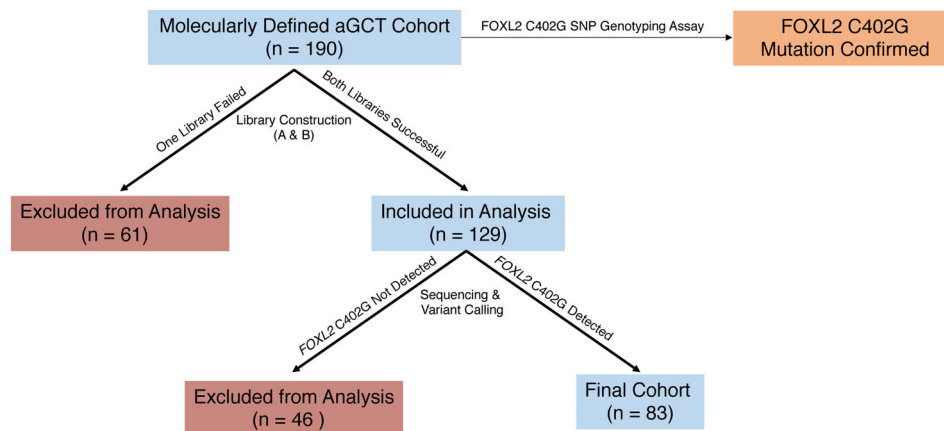 Molecularly Defined aGCT Cohort
(n = 190)
FOXL2 C402G SNP Genotyping Assay
FOXL2 C402G
Mutation Confirmed
One Library Failed
Library Construction
(A & B)
Both Libraries Successful
Excluded from Analysis
(n = 61)
Included in Analysis
(n = 129)
FOXL2 C402G Not Detected
Sequencing &
Variant Calling
FOXL2 C402G Detected
Excluded from Analysis
(n = 46 )
Final Cohort
(n = 83)